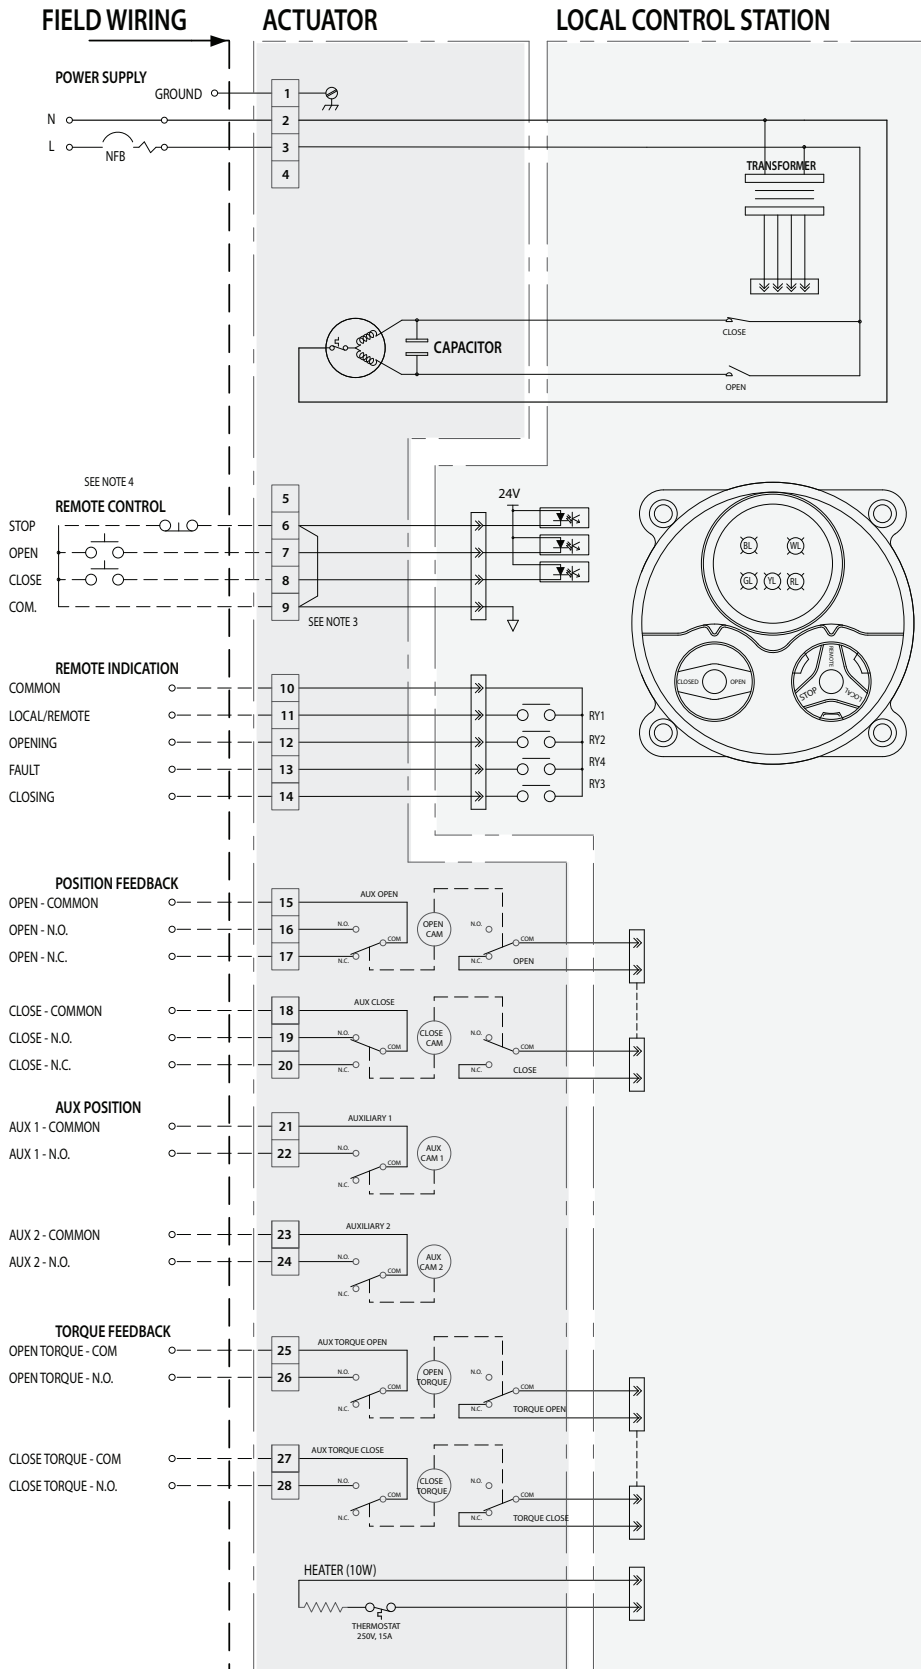 FIELD WIRING
ACTUATOR
LOCAL CONTROL STATION
POWER SUPPLY
GROUND
1
N
2
L
NFB
3
4
TRANSFORMER
CLOSE
CAPACITOR
OPEN
SEE NOTE 4
REMOTE CONTROL
5
24V
STOP
6
OPEN
7
CLOSE
8
COM.
9
SEE NOTE 3
BL
WL
GL
YL
RL
CLOSED
OPEN
REMOTE
STOP
LOCAL
REMOTE INDICATION
COMMON
10
LOCAL/REMOTE
11
RY1
OPENING
12
RY2
FAULT
13
RY4
CLOSING
14
RY3
POSITION FEEDBACK
OPEN - COMMON
15
AUX OPEN
OPEN - N.O.
16
N.O.
COM
OPEN CAM
N.O.
COM
OPEN - N.C.
17
N.C.
N.C.
OPEN
CLOSE - COMMON
18
AUX CLOSE
CLOSE - N.O.
19
N.O.
COM
CLOSE CAM
N.O.
COM
CLOSE - N.C.
20
N.C.
N.C.
CLOSE
AUX POSITION
AUX 1 - COMMON
21
AUXILIARY 1
AUX 1 - N.O.
22
N.O.
COM
AUX CAM 1
N.C.
AUX 2 - COMMON
23
AUXILIARY 2
AUX 2 - N.O.
24
N.O.
COM
AUX CAM 2
N.C.
TORQUE FEEDBACK
OPEN TORQUE - COM
25
AUX TORQUE OPEN
OPEN TORQUE - N.O.
26
N.O.
COM
OPEN TORQUE
N.O.
COM
N.C.
N.C.
TORQUE OPEN
CLOSE TORQUE - COM
27
AUX TORQUE CLOSE
CLOSE TORQUE - N.O.
28
N.O.
COM
CLOSE TORQUE
N.O.
COM
N.C.
N.C.
TORQUE CLOSE
HEATER (10W)
THERMOSTAT
250V, 15A